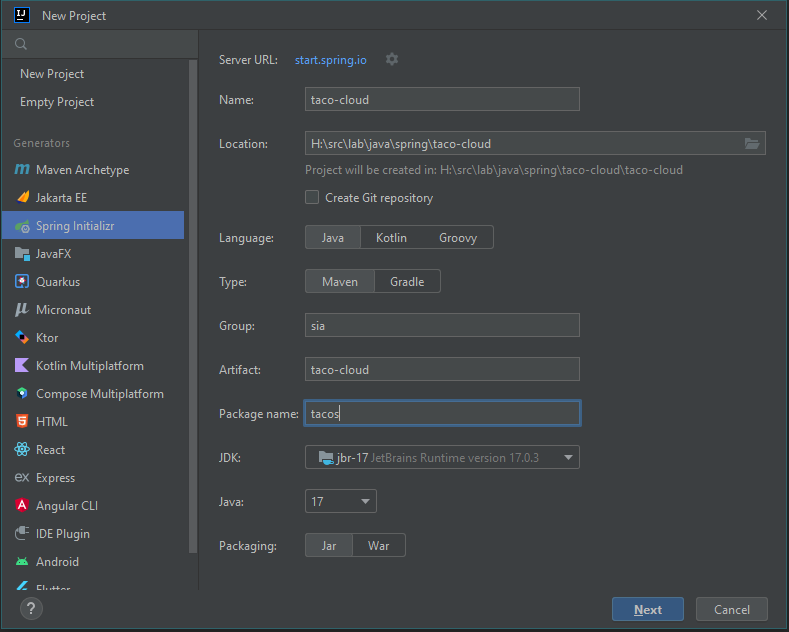 New Project
New Project
Empty Project
Generators
Maven Archetype
Jakarta EE
Spring Initializr
JavaFX
Quarkus
Micronaut
Ktor
Kotlin Multiplatform
Compose Multiplatform
HTML
React
Express
Angular CLI
IDE Plugin
Android
Flutter
Server URL: start.spring.io
Name: taco-cloud
Location: H:\src\lab\java\spring\taco-cloud
Project will be created in: H:\src\lab\java\spring\taco-cloud\taco-cloud
Create Git repository
Language: Java Kotlin Groovy
Type: Maven Gradle
Group: sia
Artifact: taco-cloud
Package name: tacos
JDK: jbr-17 JetBrains Runtime version 17.0.3
Java: 17
Packaging: Jar War
? Next Cancel